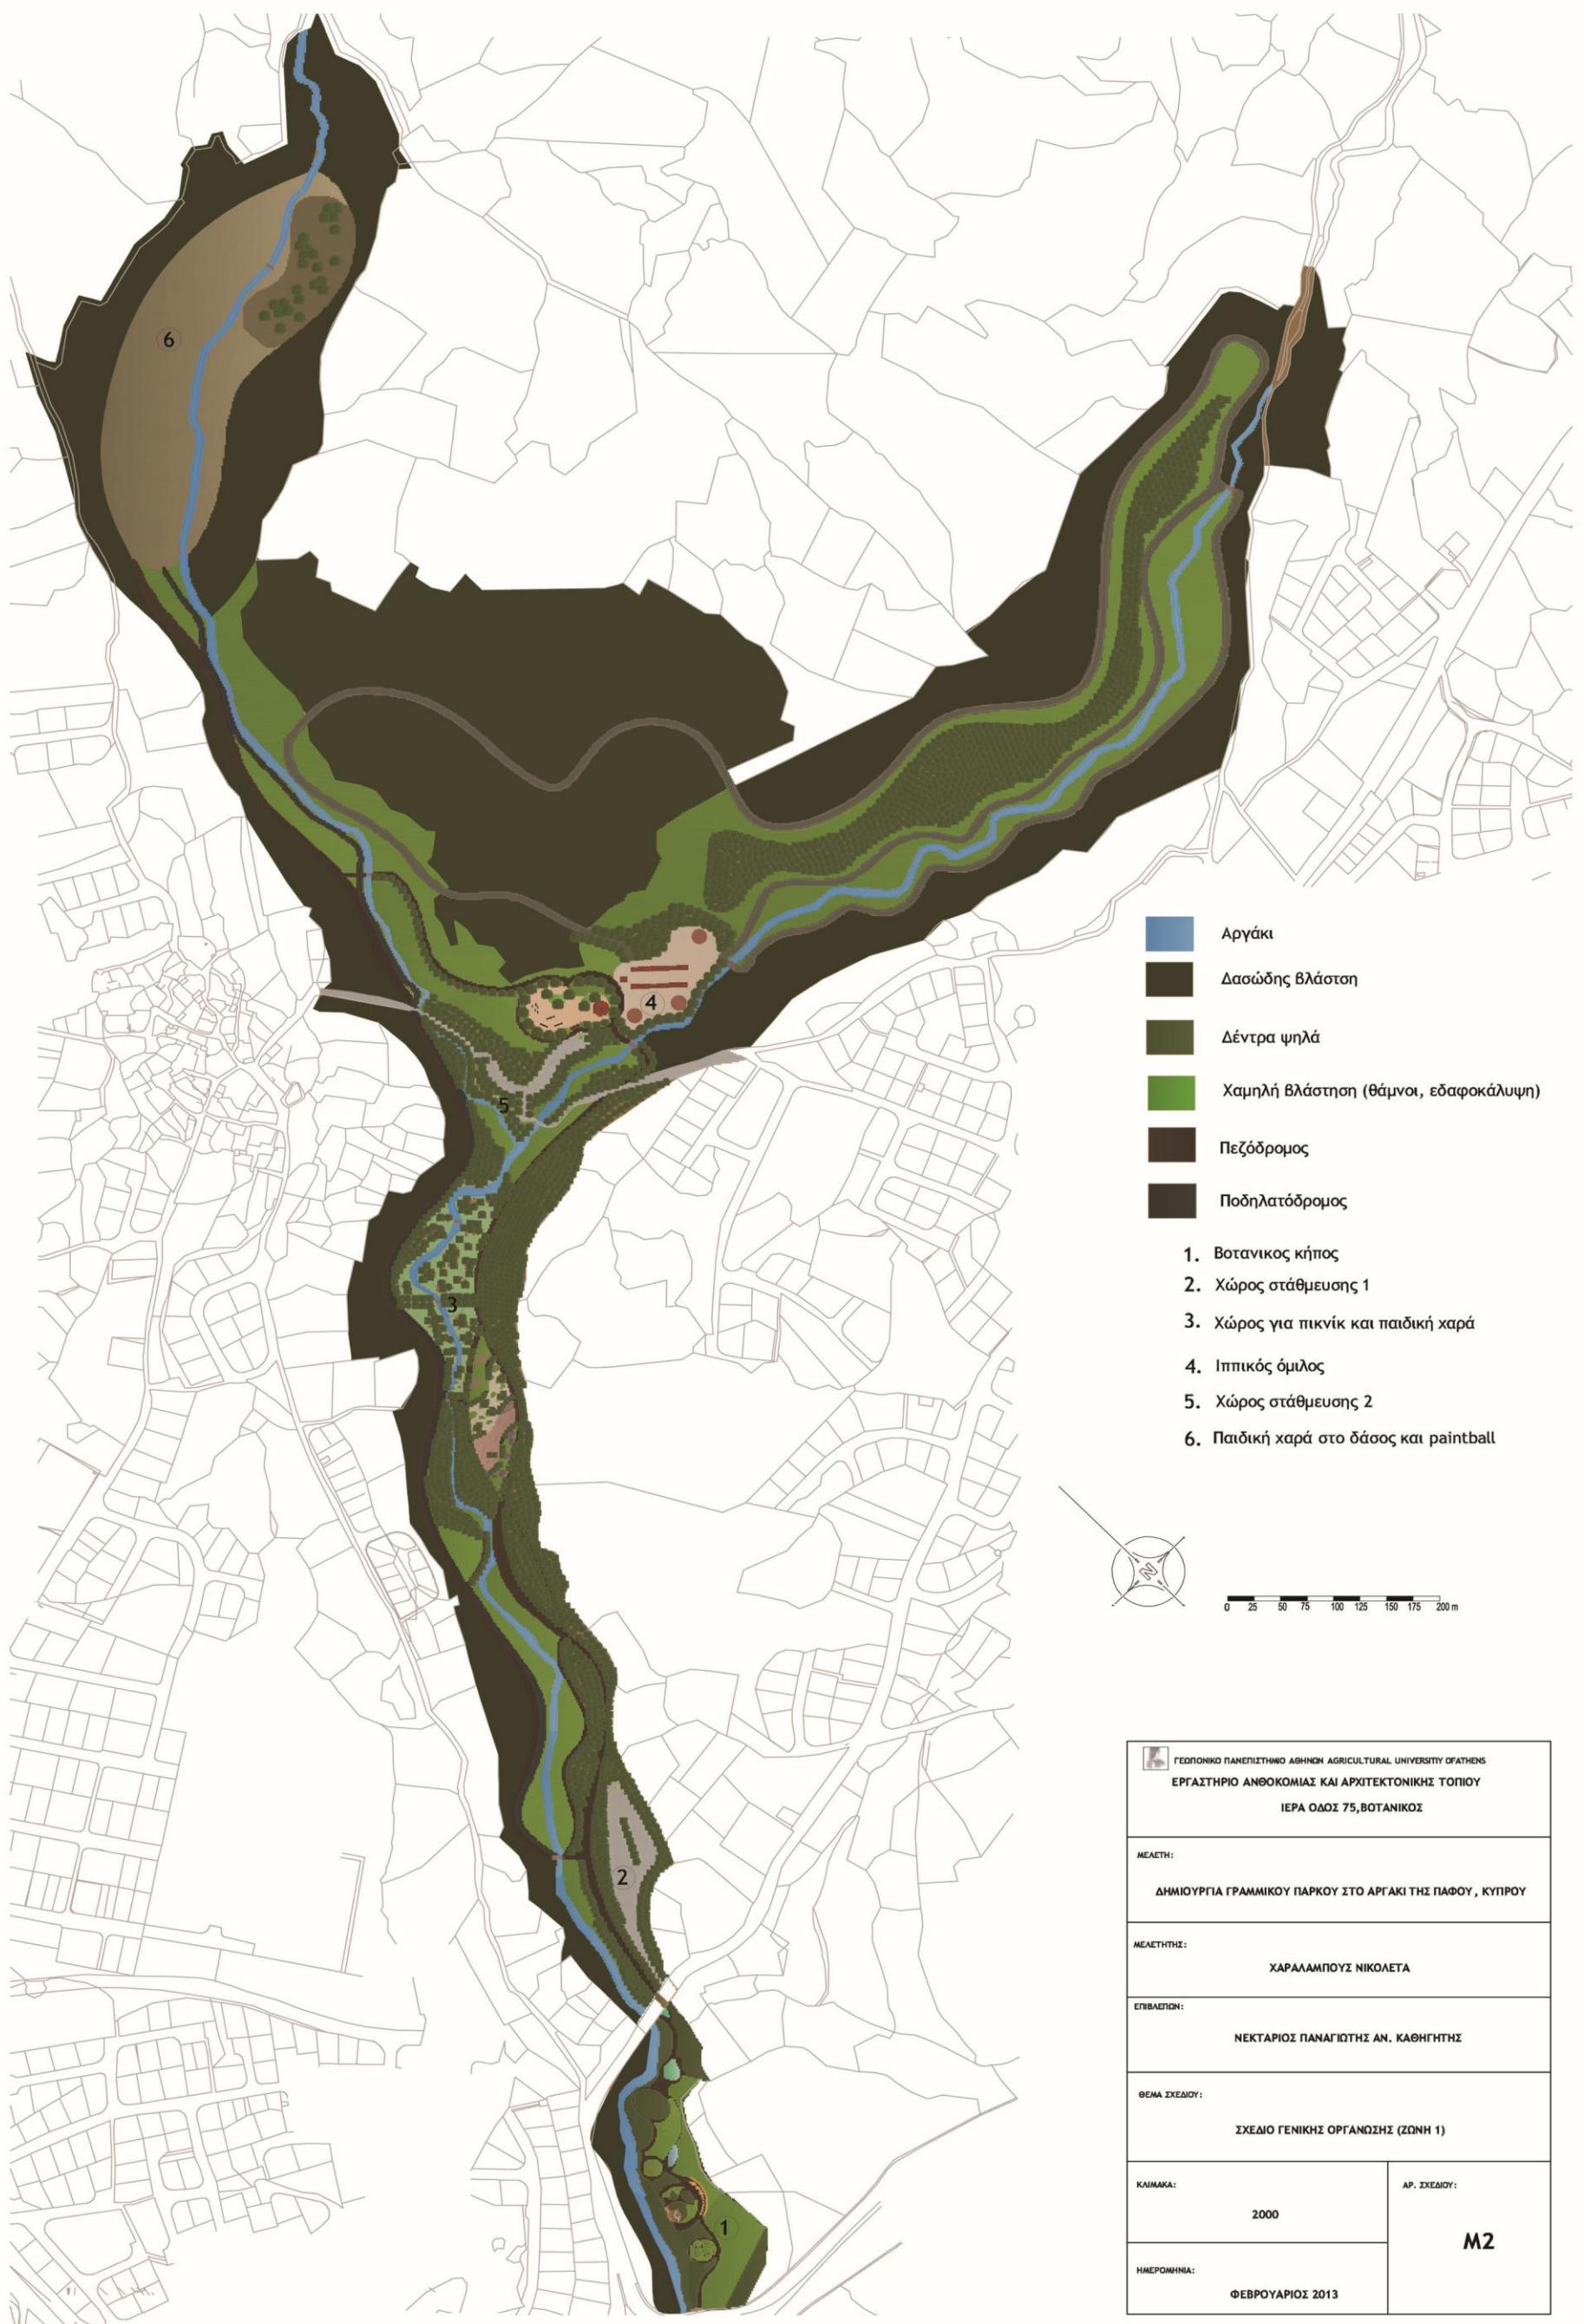 6
4
5
3
2
1
Αργάκι
Δασώδης βλάστση
Δέντρα ψηλά
Χαμηλή βλάστηση (θάμνοι, εδαφοκάλυψη)
Πεζόδρομος
Ποδηλατόδρομος
1. Βοτανικος κήπος
2. Χώρος στάθμευσης 1
3. Χώρος για πικνίκ και παιδική χαρά
4. Ιππικός όμιλος
5. Χώρος στάθμευσης 2
6. Παιδική χαρά στο δάσος και paintball
N
0 25 50 75 100 125 150 175 200 m
ΓΕΩΠΟΝΙΚΟ ΠΑΝΕΠΙΣΤΗΜΙΟ ΑΘΗΝΩΝ AGRICULTURAL UNIVERSITIY OFATHENS
ΕΡΓΑΣΤΗΡΙΟ ΑΝΘΟΚΟΜΙΑΣ ΚΑΙ ΑΡΧΙΤΕΚΤΟΝΙΚΗΣ ΤΟΠΙΟΥ
ΙΕΡΑ ΟΔΟΣ 75,ΒΟΤΑΝΙΚΟΣ
ΜΕΛΕΤΗ:
ΔΗΜΙΟΥΡΓΙΑ ΓΡΑΜΜΙΚΟΥ ΠΑΡΚΟΥ ΣΤΟ ΑΡΓΑΚΙ ΤΗΣ ΠΑΦΟΥ , ΚΥΠΡΟΥ
ΜΕΛΕΤΗΤΗΣ:
ΧΑΡΑΛΑΜΠΟΥΣ ΝΙΚΟΛΕΤΑ
ΕΠΙΒΛΕΠΩΝ:
ΝΕΚΤΑΡΙΟΣ ΠΑΝΑΓΙΩΤΗΣ ΑΝ. ΚΑΘΗΓΗΤΗΣ
ΘΕΜΑ ΣΧΕΔΙΟΥ:
ΣΧΕΔΙΟ ΓΕΝΙΚΗΣ ΟΡΓΑΝΩΣΗΣ (ΖΩΝΗ 1)
ΚΛΙΜΑΚΑ:
2000
ΑΡ. ΣΧΕΔΙΟΥ:
M2
ΗΜΕΡΟΜΗΝΙΑ:
ΦΕΒΡΟΥΑΡΙΟΣ 2013